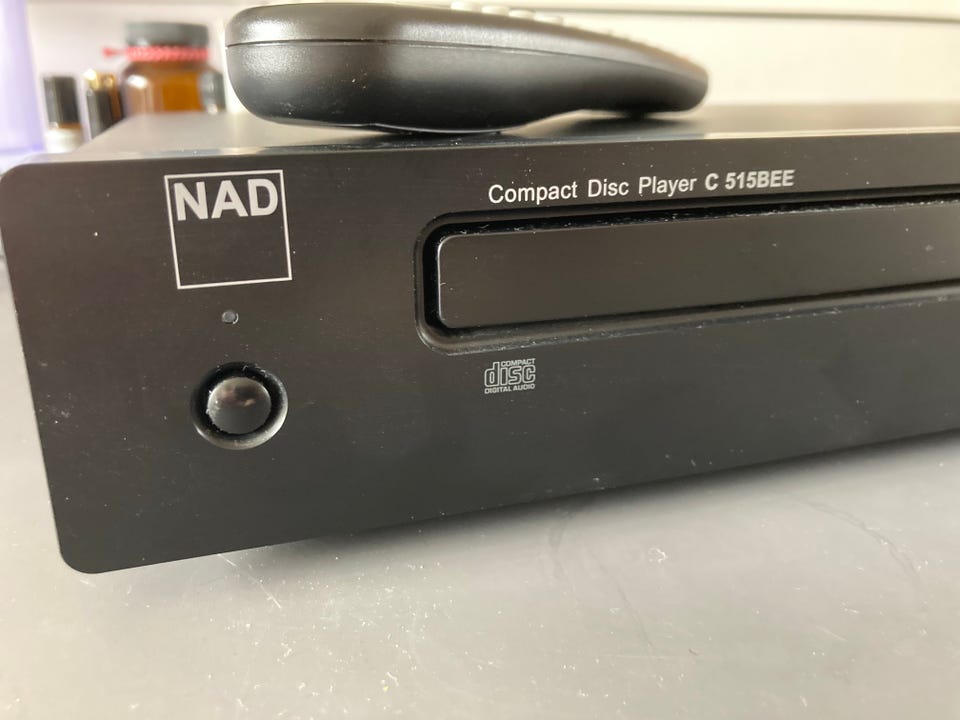 NAD
Compact Disc Player C 515BEE
COMPACT
disc
DIGITAL AUDIO